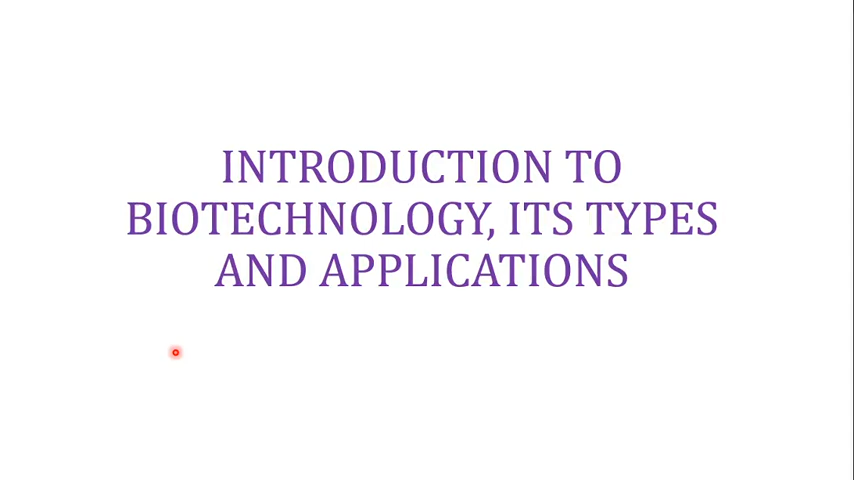 INTRODUCTION TO
BIOTECHNOLOGY, ITS TYPES
AND APPLICATIONS